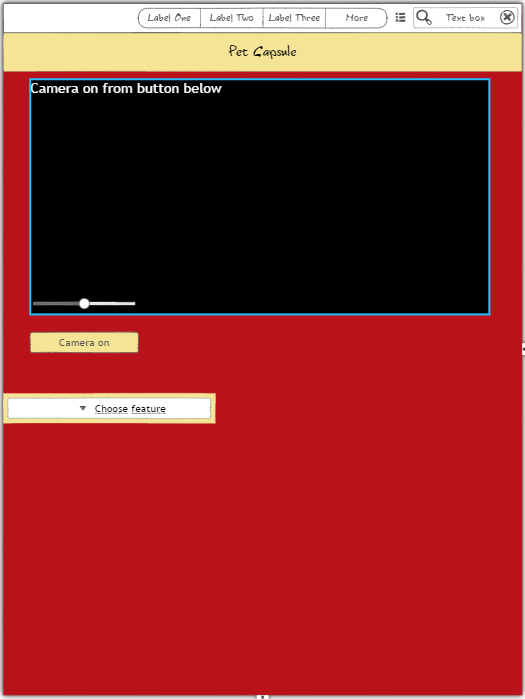 Label One Label Two Label Three More Text box
Pet Capsule
Camera on from button below
Camera on
Choose feature